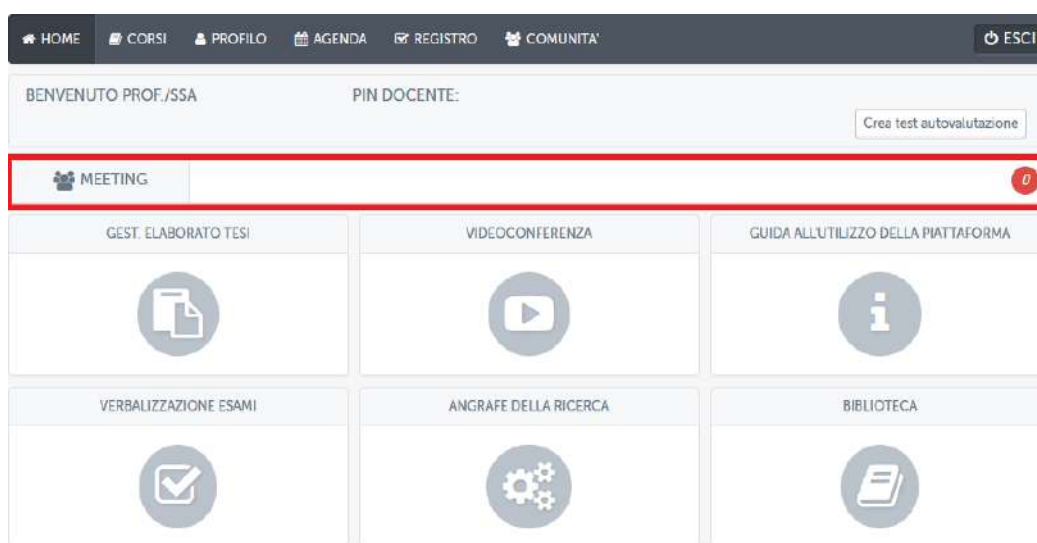 HOME CORSI PROFILO AGENDA REGISTRO COMUNITA' ESCI
BENVENUTO PROF./SSA PIN DOCENTE:
Crea test autovalutazione
MEETING 0
GEST. ELABORATO TESI VIDEOCONFERENZA GUIDA ALL'UTILIZZO DELLA PIATTAFORMA
VERBALIZZAZIONE ESAMI ANGRAFE DELLA RICERCA BIBLIOTECA